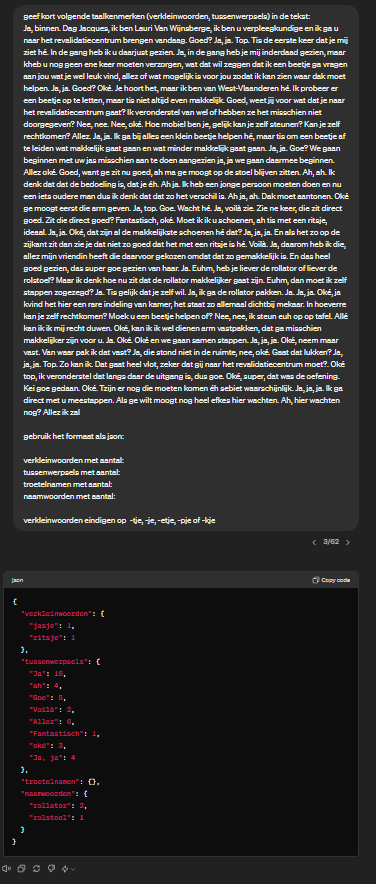 geef kort volgende taalkenmerken (verkleinwoorden, tussenwerpsels) in de tekst:
Ja, binnen. Dag Jacques, ik ben Lauri Van Wijnsberge, ik ben u verpleegkundige en ik ga u
naar het revalidatiecentrum brengen vandaag. Goed? Ja, ja. Top. Tis de eerste keer dat je mij
ziet hé. In de gang heb ik u daarjust gezien. Ja, in de gang heb je mij inderdaad gezien, maar
kheb u nog geen ene keer moeten verzorgen, wat dat wil zeggen dat ik een beetje ga vragen
aan jou wat je wel leuk vind, allez of wat mogelijk is voor jou zodat ik kan zien waar dak moet
helpen. Ja, ja. Goed? Oké. Je hoort het, maar ik ben van West-Vlaanderen hé. Ik probeer er
een beetje op te letten, maar tis niet altijd even makkelijk. Goed, weet jij voor wat dat je naar
het revalidatiecentrum gaat? Ik veronderstel van wel of hebben ze het misschien niet
doorgegeven? Nee, nee. Nee, oké. Hoe mobiel ben je, gelijk kan je zelf steunen? Kan je zelf
rechtkomen? Allez. Ja, ja. Ik ga bij alles een klein beetje helpen hé, maar tis om een beetje af
te leiden wat makkelijk gaat gaan en wat minder makkelijk gaat gaan. Ja, ja. Goe? We gaan
beginnen met uw jas misschien aan te doen aangezien ja, ja we gaan daarmee beginnen.
Allez oké. Goed, want ge zit nu goed, ah ma ge moogt op de stoel blijven zitten. Ah, ah. Ik
denk dat dat de bedoeling is, dat je éh. Ah ja. Ik heb een jonge persoon moeten doen en nu
een iets oudere man dus ik denk dat dat zo het verschil is. Ah ja, ah. Dak moet aantonen. Oké
ge moogt eerst die arm geven. Ja, top. Goe. Wacht hé. Ja, voilà zie. Zie ne keer, die zit direct
goed. Zit die direct goed? Fantastisch, oké. Moet ik ik u schoenen, ah tis met een ritsje,
ideaal. Ja, ja. Oké, dat zijn al de makkelijkste schoenen hé dat? Ja, ja, ja. En als het zo op de
zijkant zit dan zie je dat niet zo goed dat het met een ritsje is hé. Voilà. Ja, daarom heb ik die,
allez mijn vriendin heeft die daarvoor gekozen omdat dat zo gemakkelijk is. En das heel
goed gezien, das super goe gezien van haar. Ja. Euhm, heb je liever de rollator of liever de
rolstoel? Maar ik denk hoe nu zit dat de rollator makkelijker gaat zijn. Euhm, dan moet ik zelf
stappen zogezegd? Ja. Tis gelijk dat je zelf wil. Ja, ik ga de rollator pakken. Ja. Ja, ja. Oké, ja
kvind het hier een rare indeling van kamer, het staat zo allemaal dichtbij mekaar. In hoeverre
kan je zelf rechtkomen? Moek u een beetje helpen of? Nee, nee, ik steun euh op op tafel. Allé
kan ik ik mij recht duwen. Oké, kan ik ik wel dienen arm vastpakken, dat ga misschien
makkelijker zijn voor u. Ja. Oké. Oké en we gaan samen stappen. Ja, ja, ja. Oké, neem maar
vast. Van waar pak ik dat vast? Ja, die stond niet in de ruimte, nee, oké. Gaat dat lukken? Ja,
ja, ja. Top. Zo kan ik. Dat gaat heel vlot, zeker dat gij nog naar het revalidatiecentrum moet?. Oké
top, ik veronderstel dat langs daar de uitgang is, dus goe. Oké, super, dat was de oefening.
Kei goe gedaan. Oké. Tzijn er nog die moeten komen éh sebiet waarschijnlijk. Ja, ja, ja. Ik ga
direct met u meestappen. Als ge wilt moogt nog heel efkes hier wachten. Ah, hier wachten
nog? Allez ik zal

gebruik het formaat als json:

verkleinwoorden met aantal:
tussenwerpsels met aantal:
troetelnamen met aantal:
naamwoorden met aantal:

verkleinwoorden eindigen op -tje, -je, -etje, -pje of -kje
< 3/62 >
json
Copy code
{
"verkleinwoorden": {
"jasje": 1,
"ritsje": 1
},
"tussenwerpsels": {
"Ja": 16,
"ah": 4,
"Goe": 5,
"Voilà": 2,
"Allez": 6,
"Fantastisch": 1,
"oké": 3,
"Ja, ja": 4
},
"troetelnamen": {},
"naamwoorden": {
"rollator": 2,
"rolstoel": 1
}
}